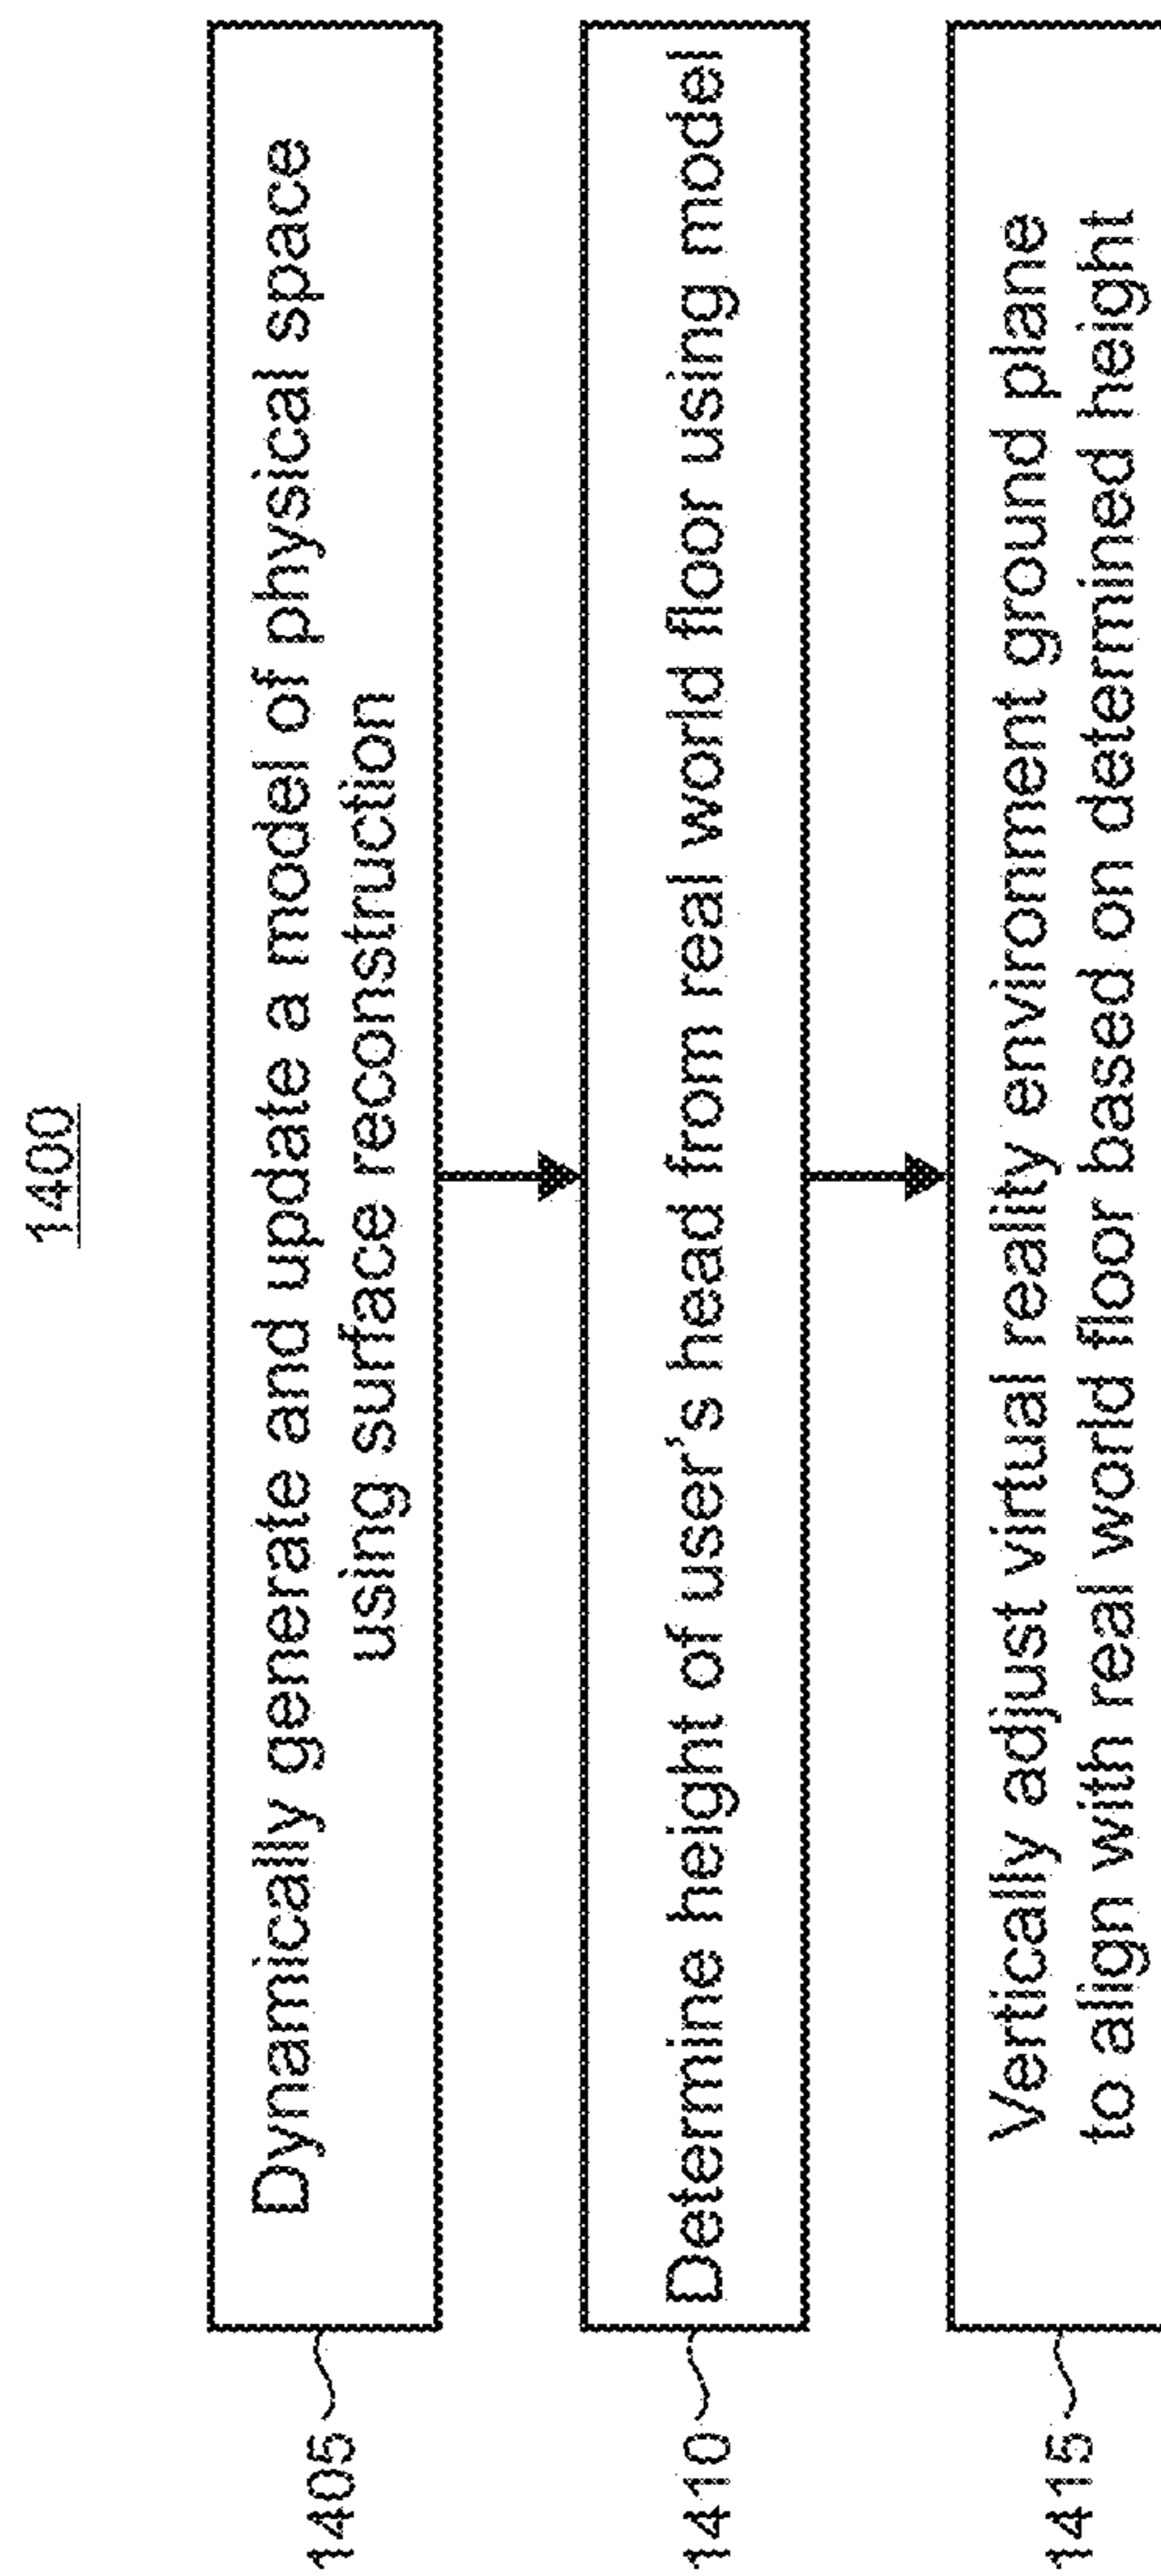 1400
1405
Dynamically generate and update a model of physical space
using surface reconstruction
1410
Determine height of user's head from real world floor using model
1415
Vertically adjust virtual reality environment ground plane
to align with real world floor based on determined height